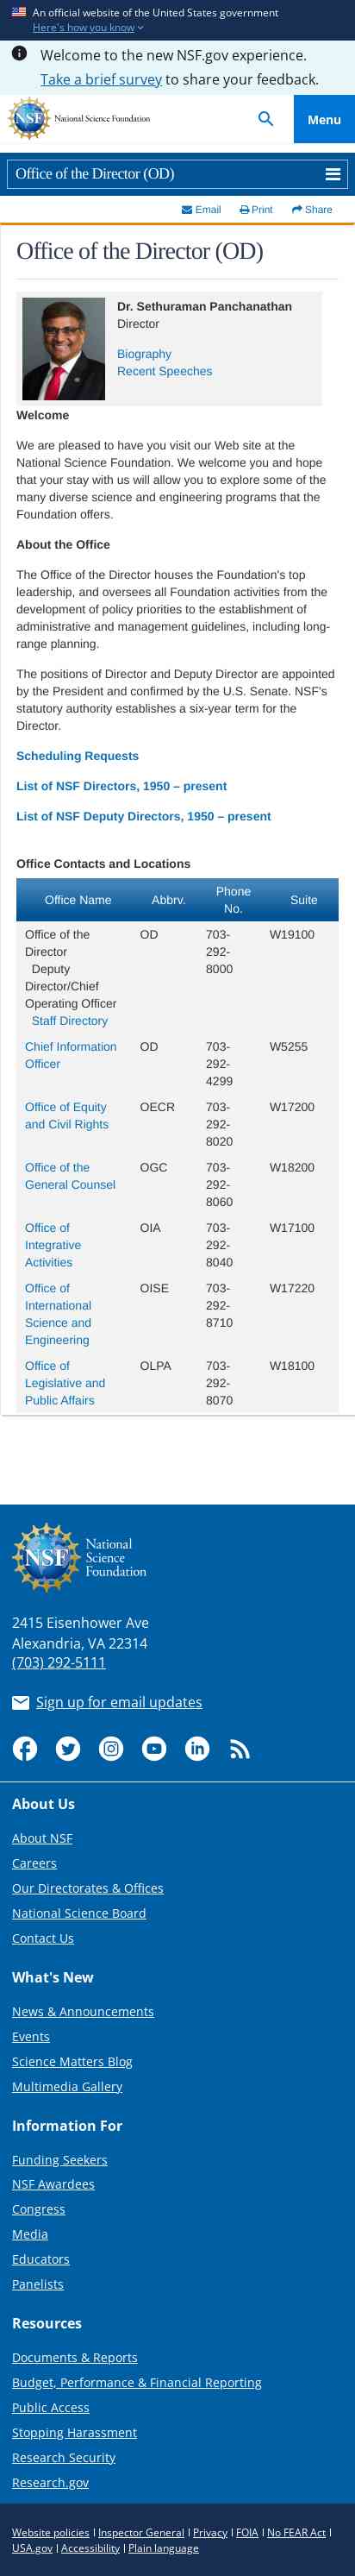 An official website of the United States government
Here's how you know
Welcome to the new NSF.gov experience.
Take a brief survey to share your feedback.
NSF National Science Foundation
Menu
Office of the Director (OD)
Email Print Share
Office of the Director (OD)
Dr. Sethuraman Panchanathan
Director
Biography
Recent Speeches
Welcome
We are pleased to have you visit our Web site at the
National Science Foundation. We welcome you and hope
that your stay with us will allow you to explore some of the
many diverse science and engineering programs that the
Foundation offers.
About the Office
The Office of the Director houses the Foundation's top
leadership, and oversees all Foundation activities from the
development of policy priorities to the establishment of
administrative and management guidelines, including long-
range planning.
The positions of Director and Deputy Director are appointed
by the President and confirmed by the U.S. Senate. NSF's
statutory authority establishes a six-year term for the
Director.
Scheduling Requests
List of NSF Directors, 1950 – present
List of NSF Deputy Directors, 1950 – present
Office Contacts and Locations
Office Name Abbrv. Phone No. Suite
Office of the OD 703- W19100
Director 292-
Deputy 8000
Director/Chief
Operating Officer
Staff Directory
Chief Information OD 703- W5255
Officer 292-
4299
Office of Equity OECR 703- W17200
and Civil Rights 292-
8020
Office of the OGC 703- W18200
General Counsel 292-
8060
Office of OIA 703- W17100
Integrative 292-
Activities 8040
Office of OISE 703- W17220
International 292-
Science and 8710
Engineering
Office of OLPA 703- W18100
Legislative and 292-
Public Affairs 8070
NSF National
Science
Foundation
2415 Eisenhower Ave
Alexandria, VA 22314
(703) 292-5111
Sign up for email updates
About Us
About NSF
Careers
Our Directorates & Offices
National Science Board
Contact Us
What's New
News & Announcements
Events
Science Matters Blog
Multimedia Gallery
Information For
Funding Seekers
NSF Awardees
Congress
Media
Educators
Panelists
Resources
Documents & Reports
Budget, Performance & Financial Reporting
Public Access
Stopping Harassment
Research Security
Research.gov
Website policies | Inspector General | Privacy | FOIA | No FEAR Act |
USA.gov | Accessibility | Plain language